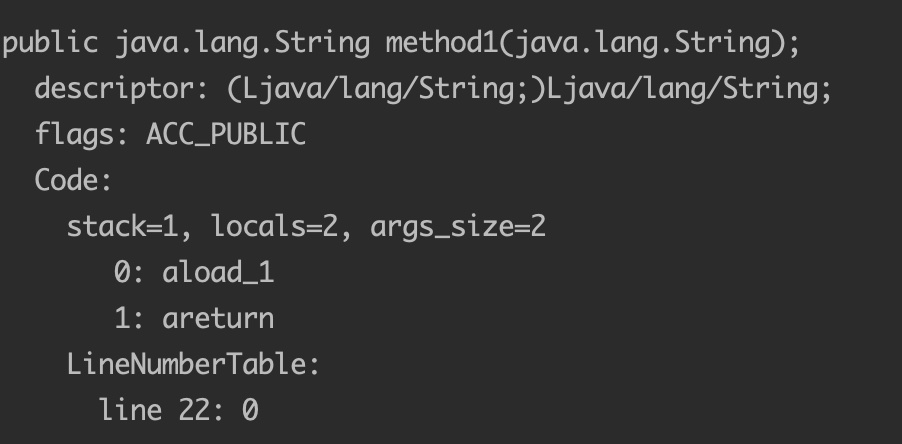 public java.lang.String method1(java.lang.String);
descriptor: (Ljava/lang/String;)Ljava/lang/String;
flags: ACC_PUBLIC
Code:
stack=1, locals=2, args_size=2
0: aload_1
1: areturn
LineNumberTable:
line 22: 0